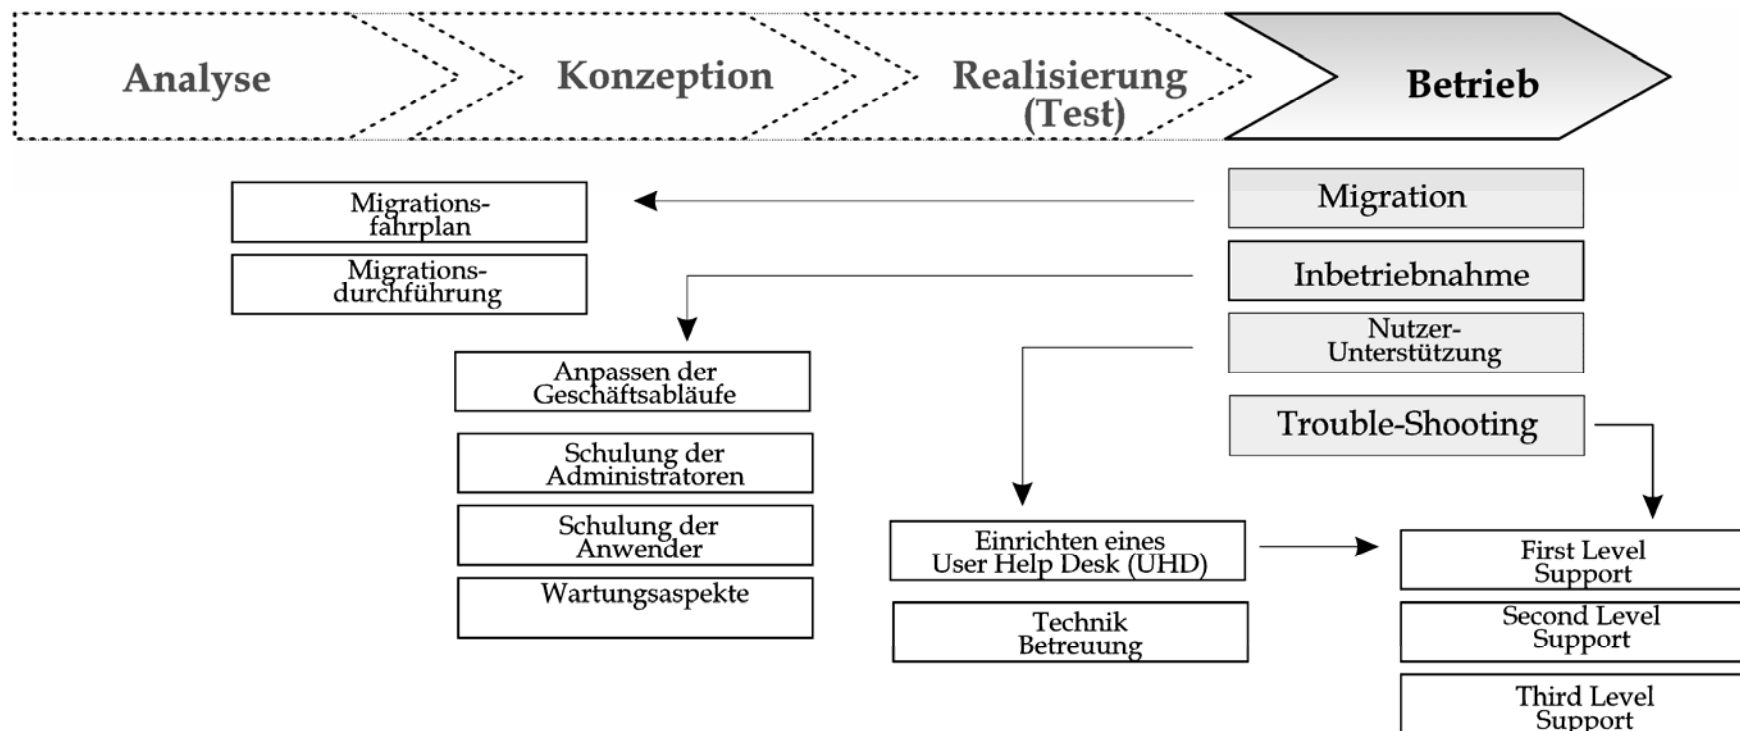 Analyse
Konzeption
Realisierung
(Test)
Betrieb
Migrations-
fahrplan
Migrations-
durchführung
Migration
Inbetriebnahme
Nutzer-
Unterstützung
Trouble-Shooting
Anpassen der
Geschäftsabläufe
Schulung der
Administratoren
Schulung der
Anwender
Wartungsaspekte
Einrichten eines
User Help Desk (UHD)
Technik
Betreuung
First Level
Support
Second Level
Support
Third Level
Support